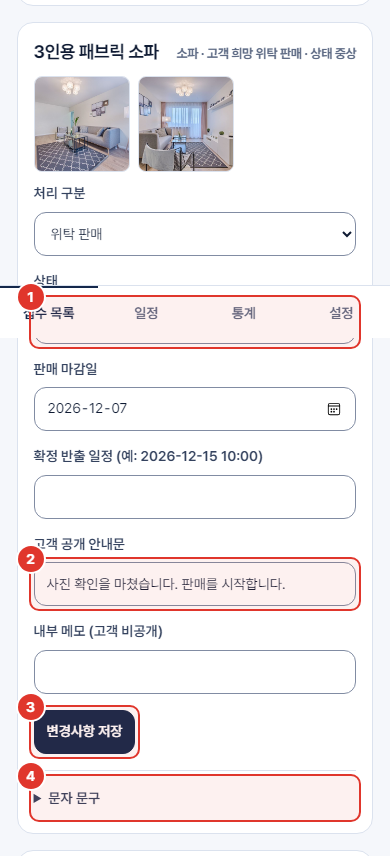 3인용 패브릭 소파
소파 · 고객 희망 위탁 판매 · 상태 중상
처리 구분
위탁 판매
상태
1
접수 목록 일정 통계 설정
판매 마감일
2026-12-07
확정 반출 일정 (예: 2026-12-15 10:00)
고객 공개 안내문
2
사진 확인을 마쳤습니다. 판매를 시작합니다.
내부 메모 (고객 비공개)
3
변경사항 저장
4
▶ 문자 문구